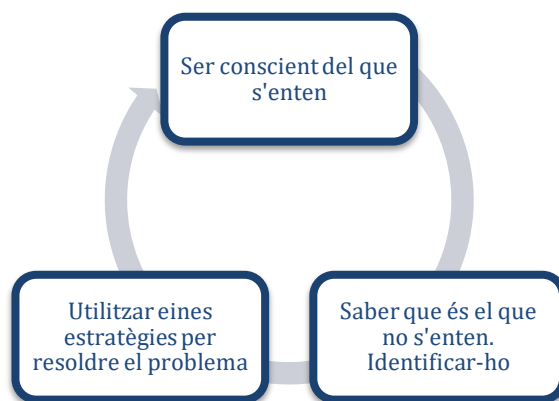 Ser conscient del que
s'enten
Saber que és el que
no s'enten.
Identificar-ho
Utilitzar eines
estratègies per
resoldre el problema